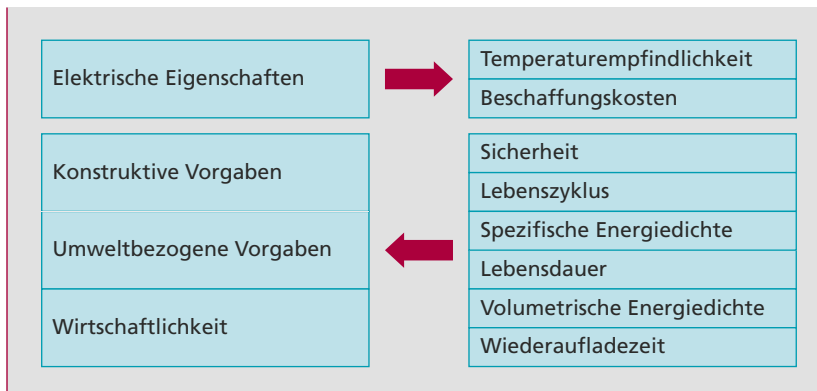 Elektrische Eigenschaften
Temperaturempfindlichkeit
Beschaffungskosten
Konstruktive Vorgaben
Umweltbezogene Vorgaben
Wirtschaftlichkeit
Sicherheit
Lebenszyklus
Spezifische Energiedichte
Lebensdauer
Volumetrische Energiedichte
Wiederaufladezeit